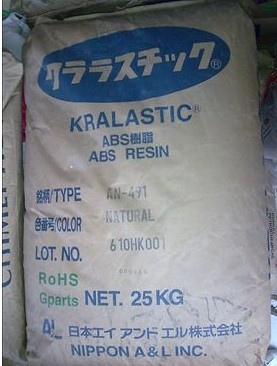 クララスチック®
KRALASTIC®
ABS樹脂
ABS RESIN
銘柄/TYPE AN-491
色番号/COLOR NATURAL
LOT. NO. 610HK001
RoHS
Gparts NET. 25KG
日本エイ アンド エル株式会社
NIPPON A&L INC.